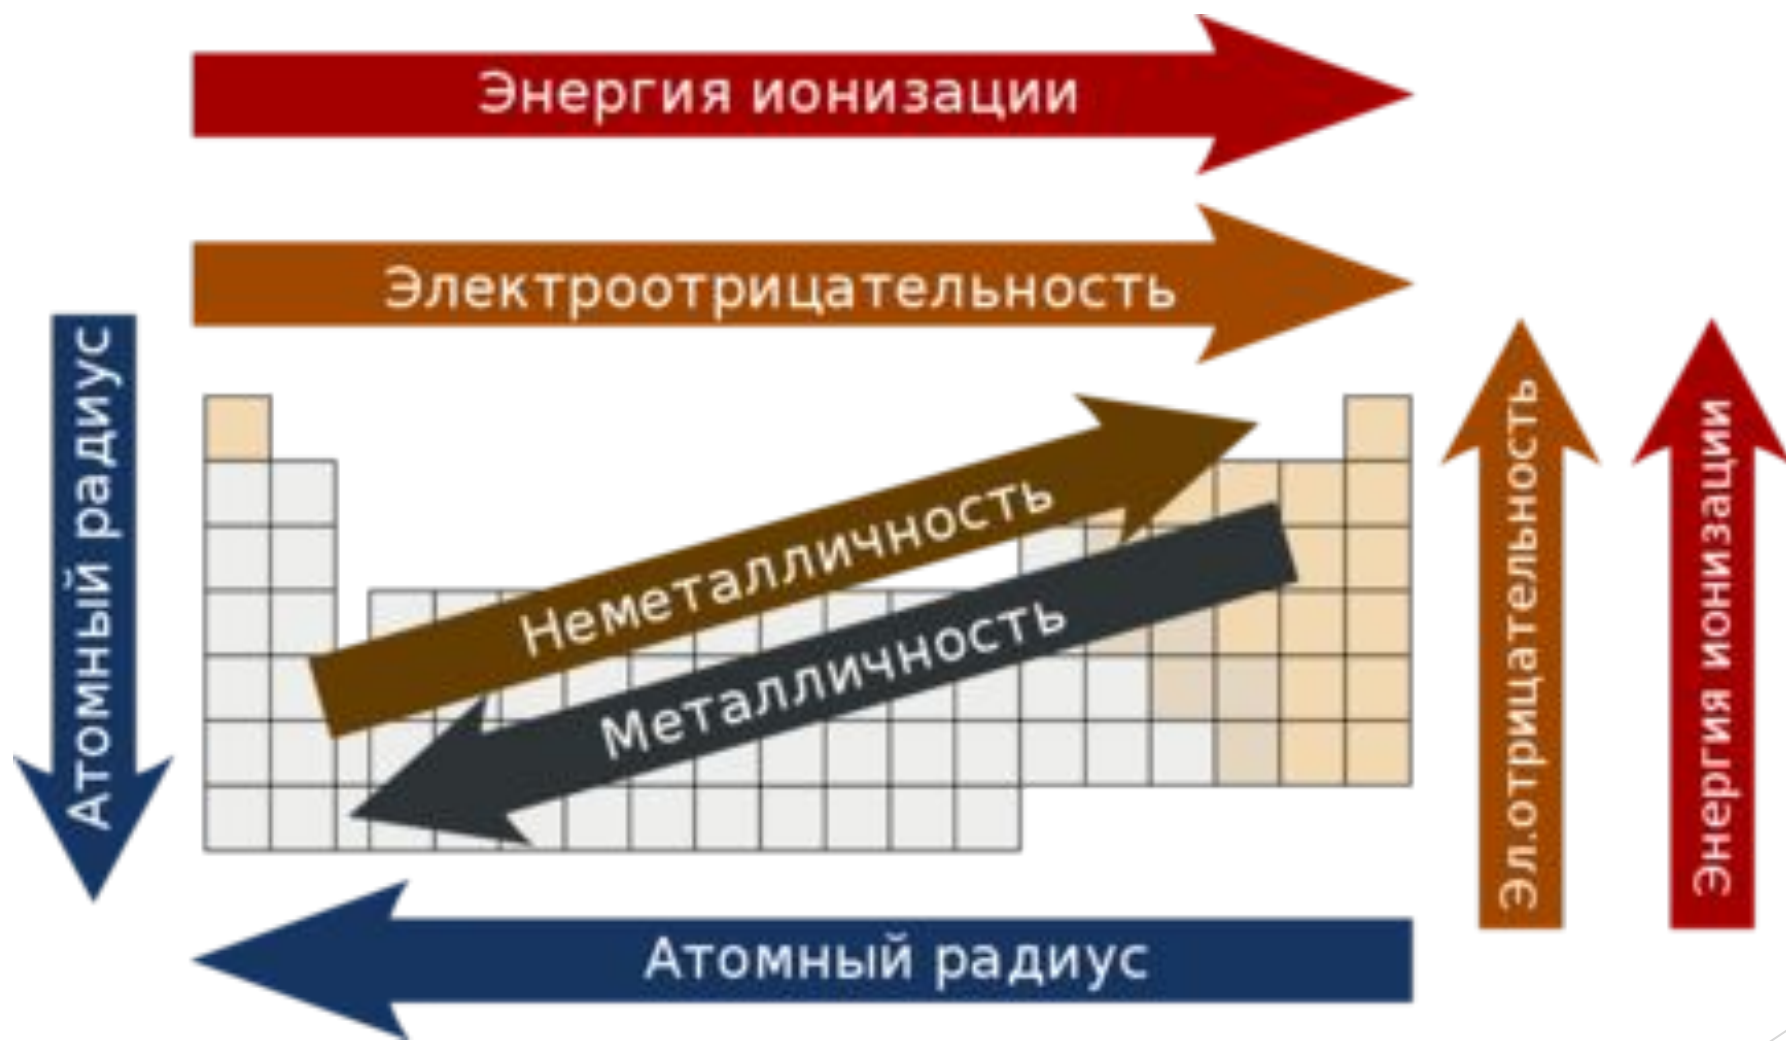 Энергия ионизации
Электроотрицательность
Атомный радиус
Неметалличность
Металличность
Эл.отрицательность
Энергия ионизации
Атомный радиус